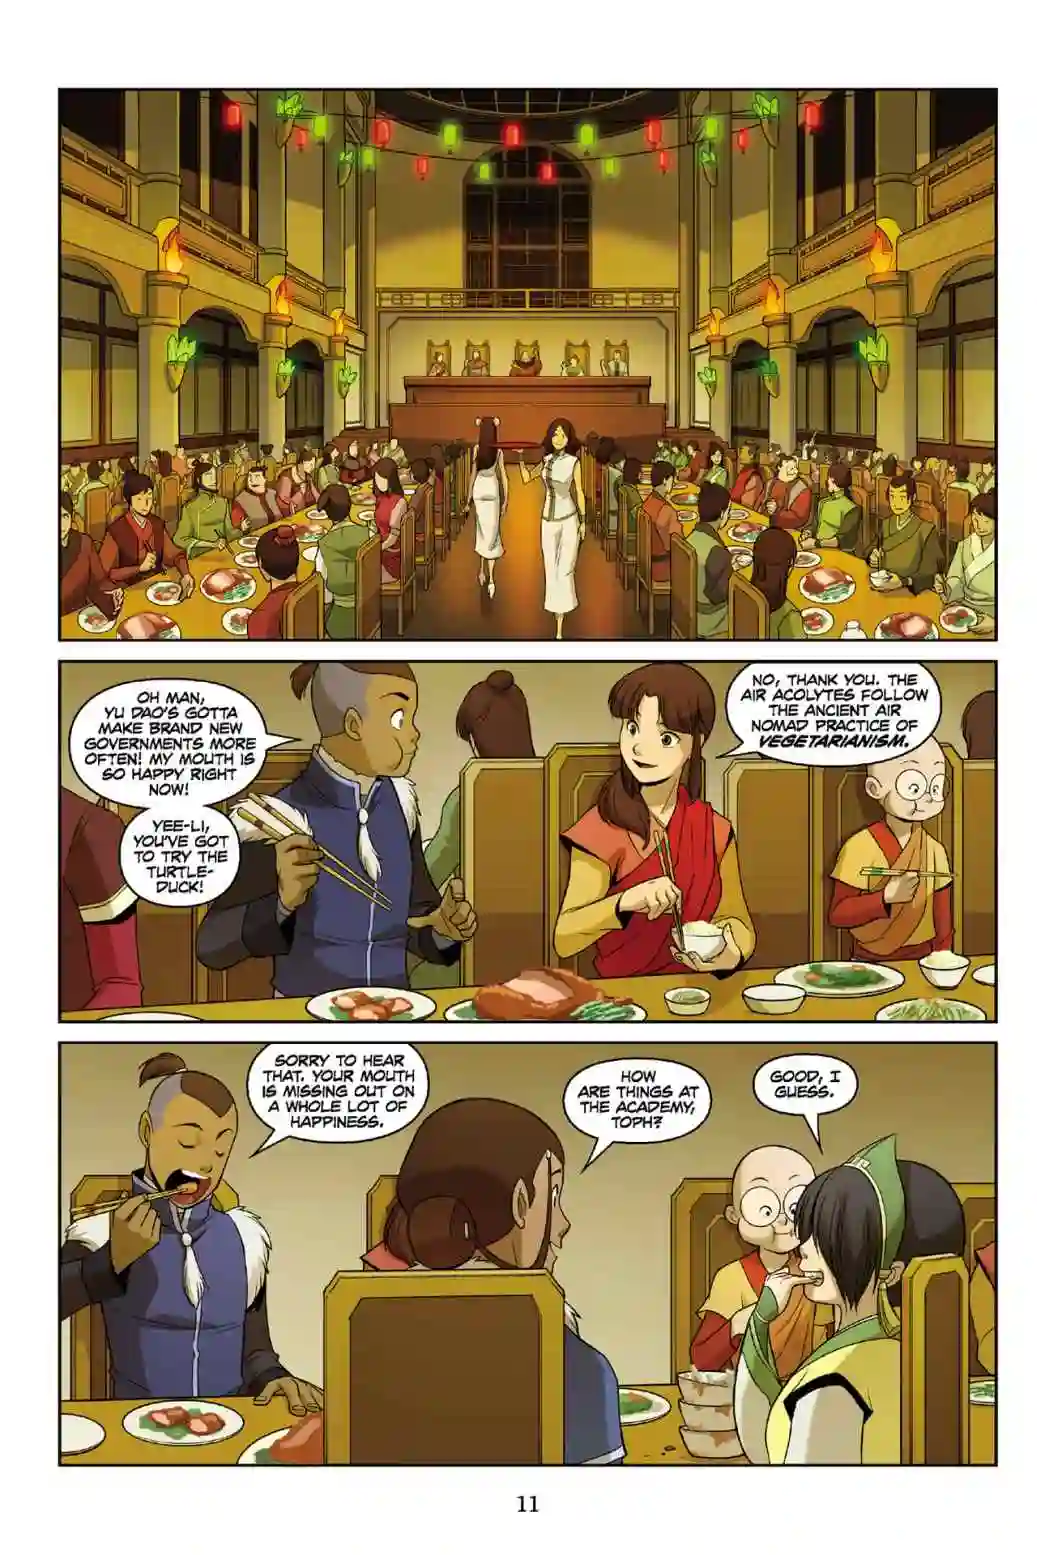 OH MAN,
YU DAO'S GOTTA
MAKE BRAND NEW
GOVERNMENTS MORE
OFTEN! MY MOUTH IS
SO HAPPY RIGHT
NOW!
YEE-LI,
YOU'VE GOT
TO TRY THE
TURTLE-
DUCK!
NO, THANK YOU. THE
AIR ACOLYTES FOLLOW
THE ANCIENT AIR
NOMAD PRACTICE OF
VEGETARIANISM.
SORRY TO HEAR
THAT. YOUR MOUTH
IS MISSING OUT ON
A WHOLE LOT OF
HAPPINESS.
HOW
ARE THINGS AT
THE ACADEMY,
TOPH?
GOOD, I
GUESS.
11